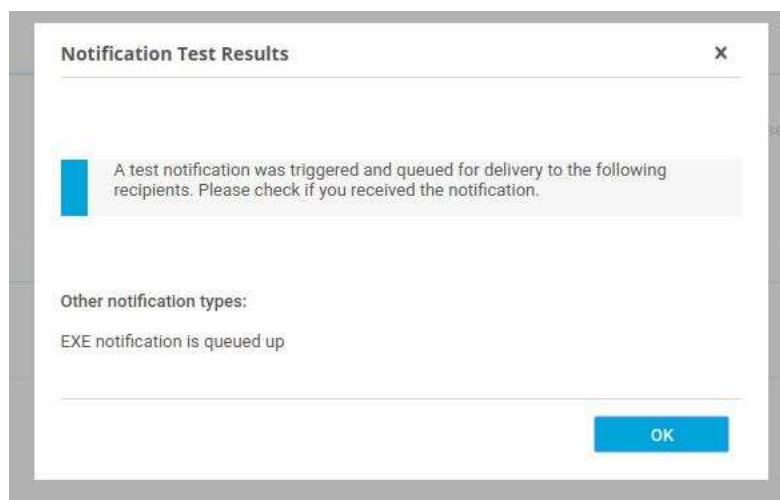 Notification Test Results
A test notification was triggered and queued for delivery to the following
recipients. Please check if you received the notification.
Other notification types:
EXE notification is queued up
OK